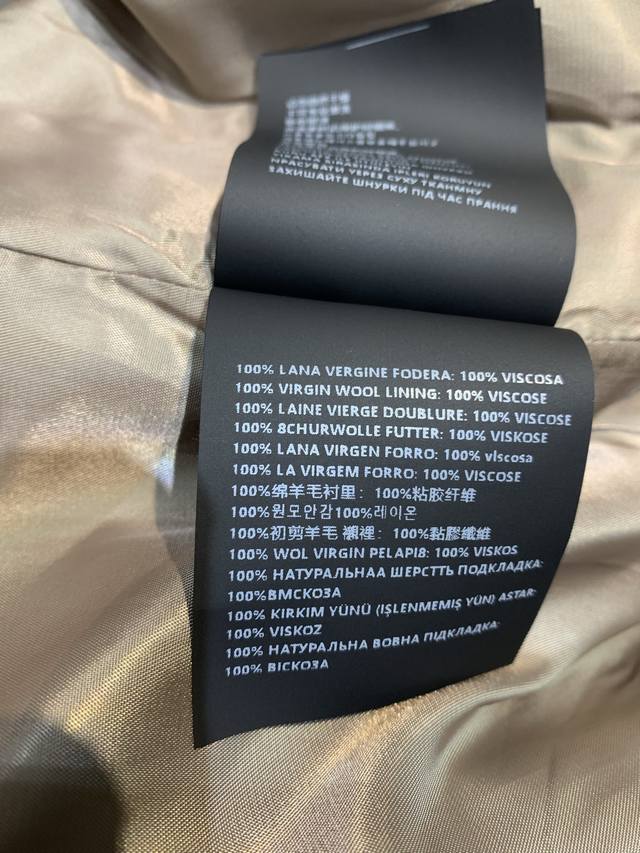 KORUYUN
ПРАСУВАТИ ЧЕРЕЗ СУХУ ТКАНИНУ
ЗАХИШАЙТЕ ШНУРКИ ПІД ЧАС ПРАННЯ
100% LANA VERGINE FODERA: 100% VISCOSA
100% VIRGIN WOOL LINING: 100% VISCOSE
100% LAINE VIERGE DOUBLURE: 100% VISCOSE
100% 8CHURWOLLE FUTTER: 100% VISKOSE
100% LANA VIRGEN FORRO: 100% vIscosa
100% LA VIRGEM FORRO: 100% VISCOSE
100%绵羊毛衬里：100%粘胶纤维
100%원모안감100%레이온
100%初剪羊毛 襯裡：100%黏膠纖維
100% WOL VIRGIN PELAPI8: 100% VISKOS
100% НАТУРАЛЬНАА ШЕРСТТЬ ПОДКЛАДКА:
100%ВМСКОЗА
100% KIRKIM YÜNÜ (IŞLENMEMIŞ YÜN) ASTAR:
100% VISKOZ
100% НАТУРАЛЬНА ВОВНА ПІДКЛАДКА:
100% ВІСКОЗА